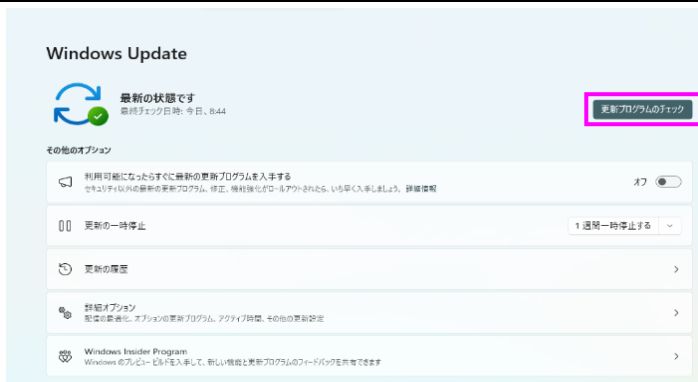 Windows Update
最新の状態です
最終チェック日時: 今日、8:44
更新プログラムのチェック
その他のオプション
利用可能になったらすぐに最新の更新プログラムを入手する
セキュリティ以外の最新の更新プログラム、修正、機能強化がロールアウトされたら、いち早く入手しましょう。 詳細情報
オフ
更新の一時停止
1 週間一時停止する
更新の履歴
詳細オプション
配信の最適化、オプションの更新プログラム、アクティブ時間、その他の更新設定
Windows Insider Program
Windows のプレビュー ビルドを入手して、新しい機能と更新プログラムのフィードバックを共有できます